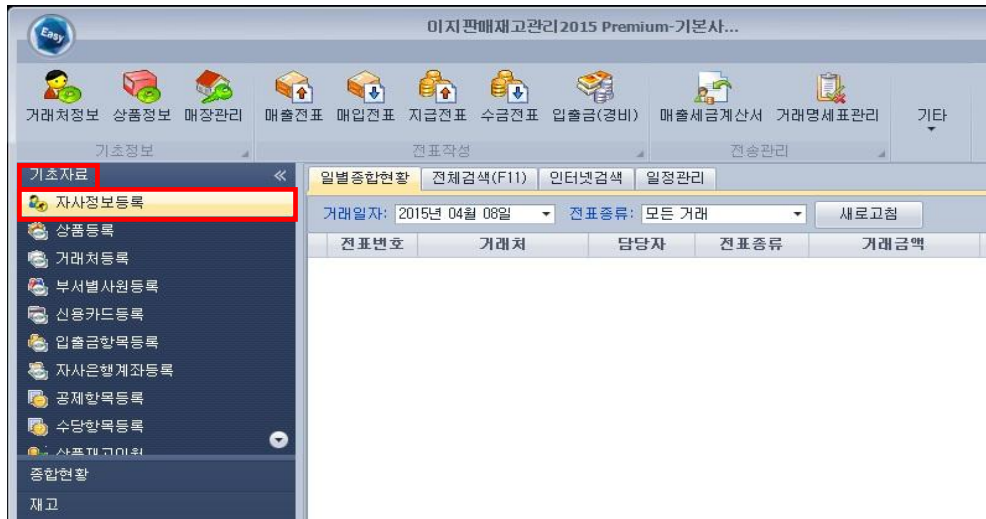 Easy
이지판매재고관리2015 Premium-기본사...
거래처정보 상품정보 매장관리 매출전표 매입전표 지급전표 수금전표 입출금(경비) 매출세금계산서 거래명세표관리 기타
기초정보 전표작성 전송관리
기초자료
자사정보등록
상품등록
거래처등록
부서별사원등록
신용카드등록
입출금항목등록
자사은행계좌등록
공제항목등록
수당항목등록
종합현황
재고
일별종합현황 전체검색(F11) 인터넷검색 일정관리
거래일자: 2015년 04월 08일 전표종류: 모든 거래 새로고침
전표번호 거래처 담당자 전표종류 거래금액